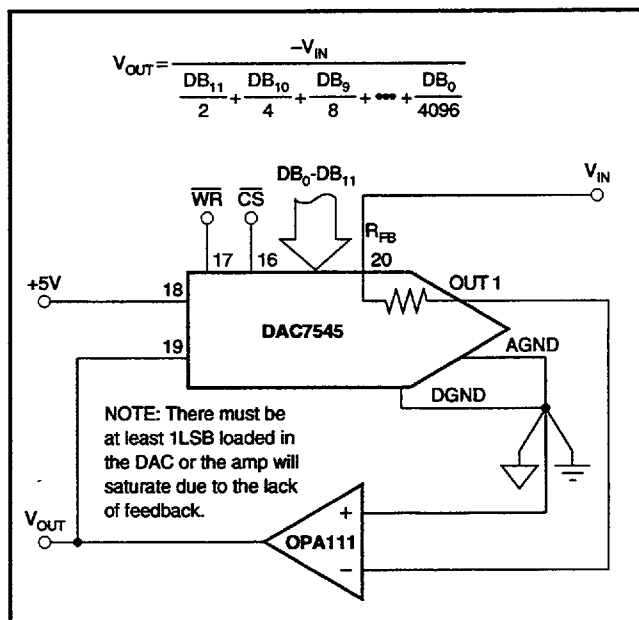 V_OUT = -V_IN / (DB_11/2 + DB_10/4 + DB_9/8 + ••• + DB_0/4096)
WR̅ CS̅ DB_0-DB_11 V_IN
R_FB
17 16 20
+5V 18 OUT 1
DAC7545
19 AGND
DGND
NOTE: There must be
at least 1LSB loaded in
the DAC or the amp will
saturate due to the lack
of feedback.
V_OUT
+
OPA111
−